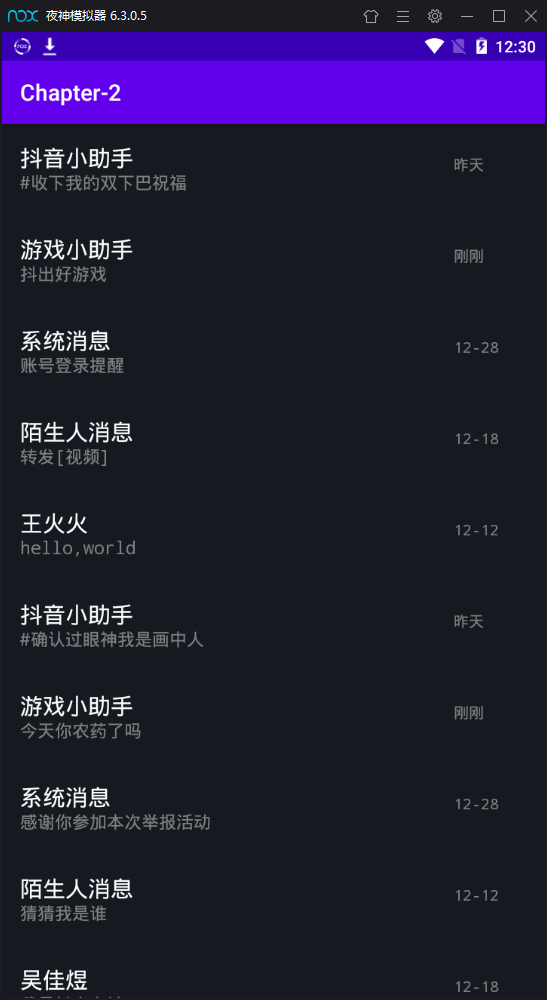 nox 夜神模拟器 6.3.0.5
12:30
Chapter-2
抖音小助手
昨天
#收下我的双下巴祝福
游戏小助手
刚刚
抖出好游戏
系统消息
12-28
账号登录提醒
陌生人消息
12-18
转发[视频]
王火火
12-12
hello,world
抖音小助手
昨天
#确认过眼神我是画中人
游戏小助手
刚刚
今天你农药了吗
系统消息
12-28
感谢你参加本次举报活动
陌生人消息
12-12
猜猜我是谁
吴佳煜
12-18